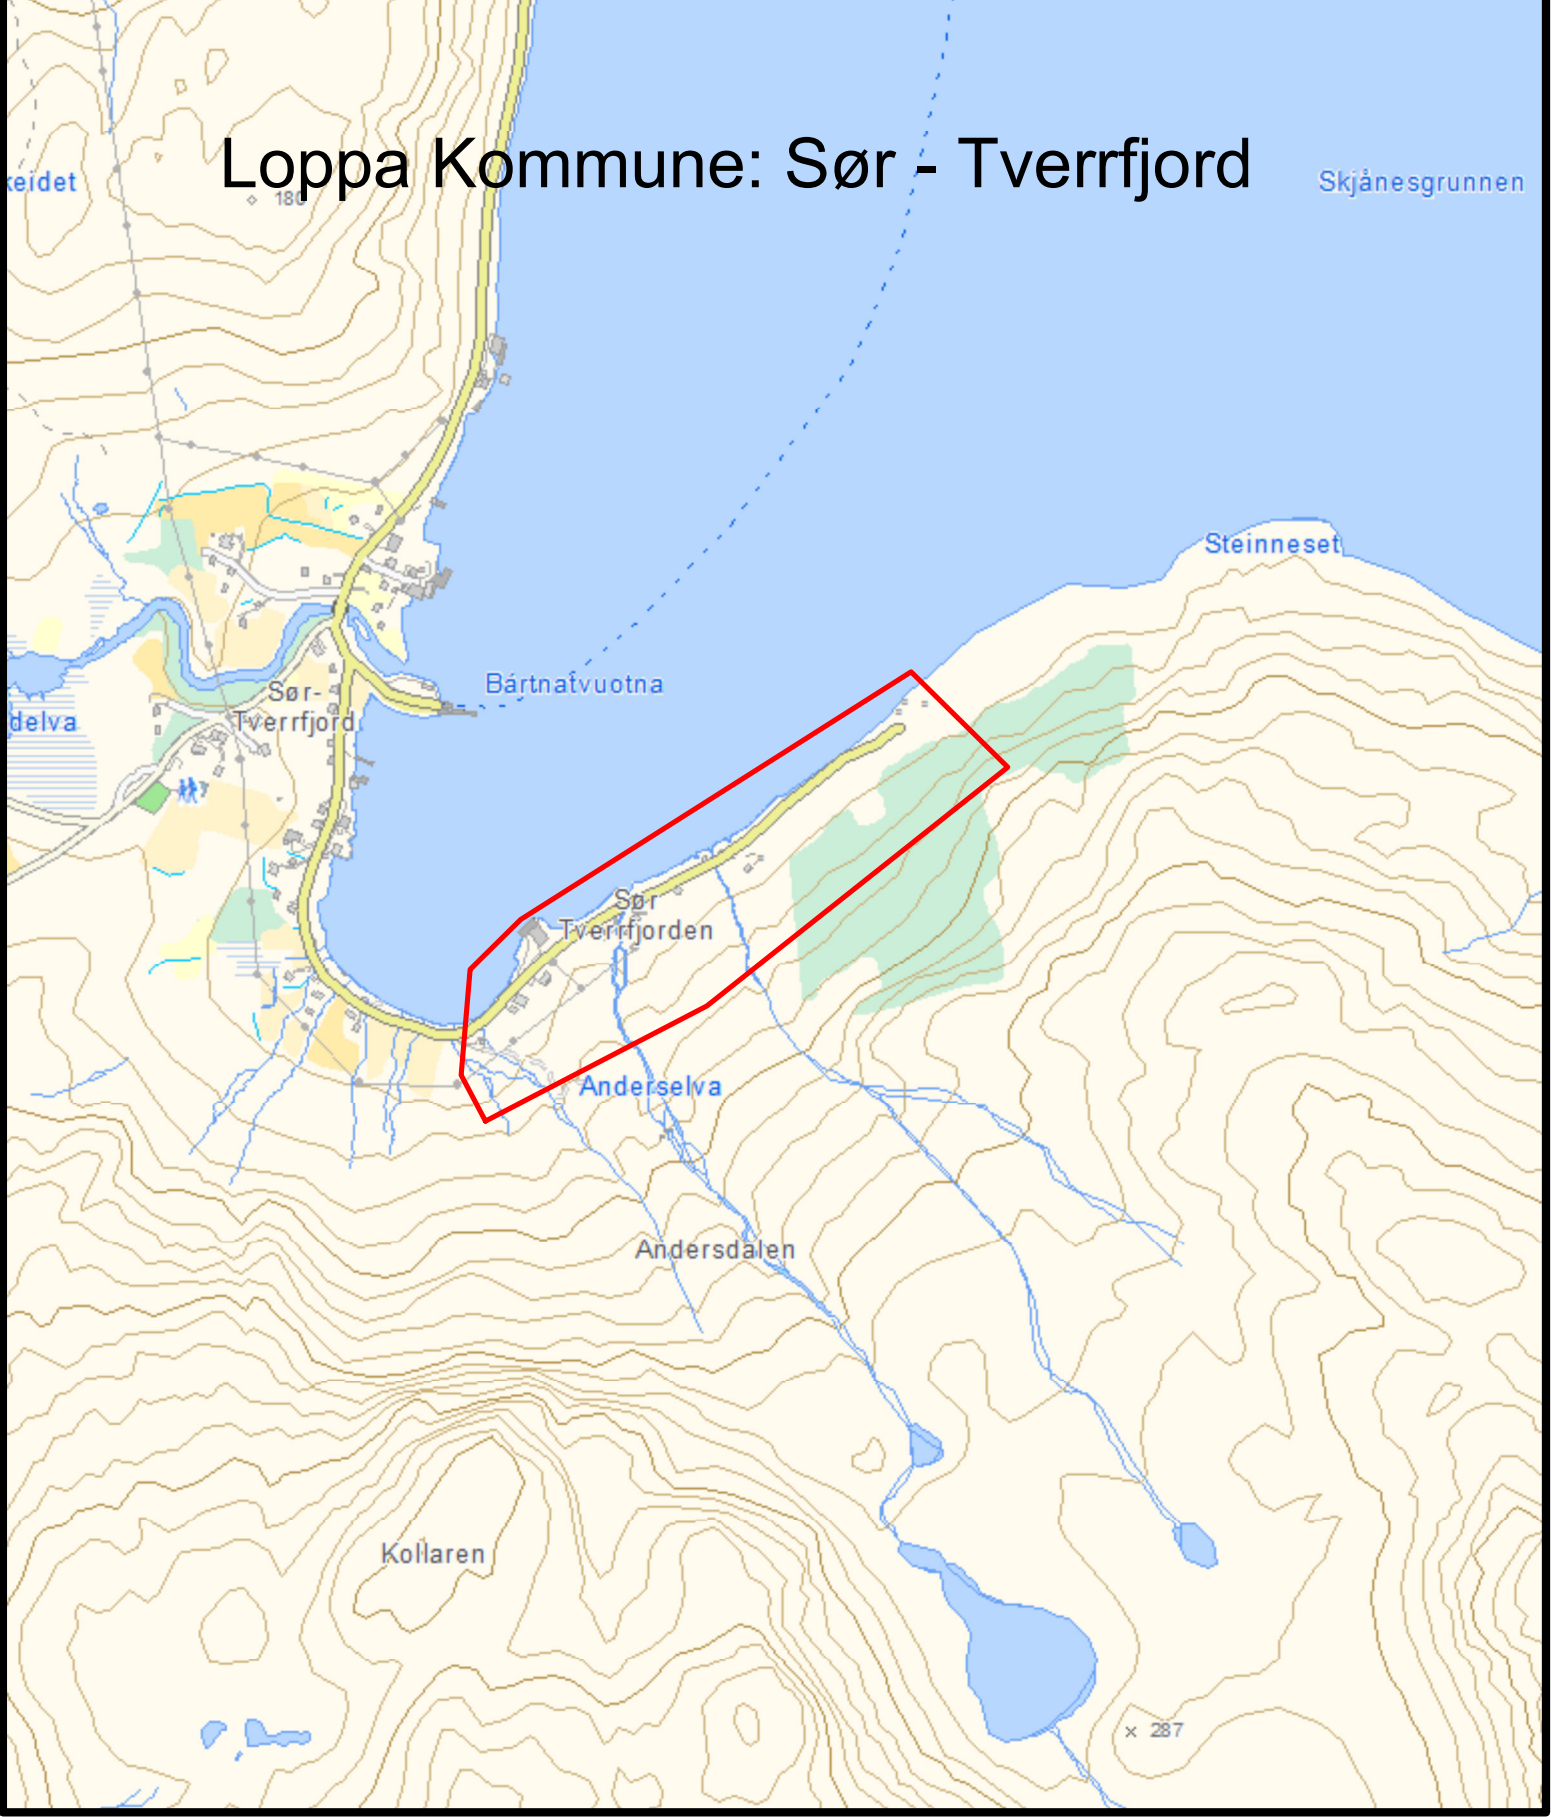 Loppa Kommune: Sør - Tverrfjord
keidet
180
Skjånesgrunnen
Steinneset
Bártnatvuotna
Sør-
Tverrfjord
delva
Sør
Tverrfjorden
Anderselva
Andersdalen
Kollaren
287